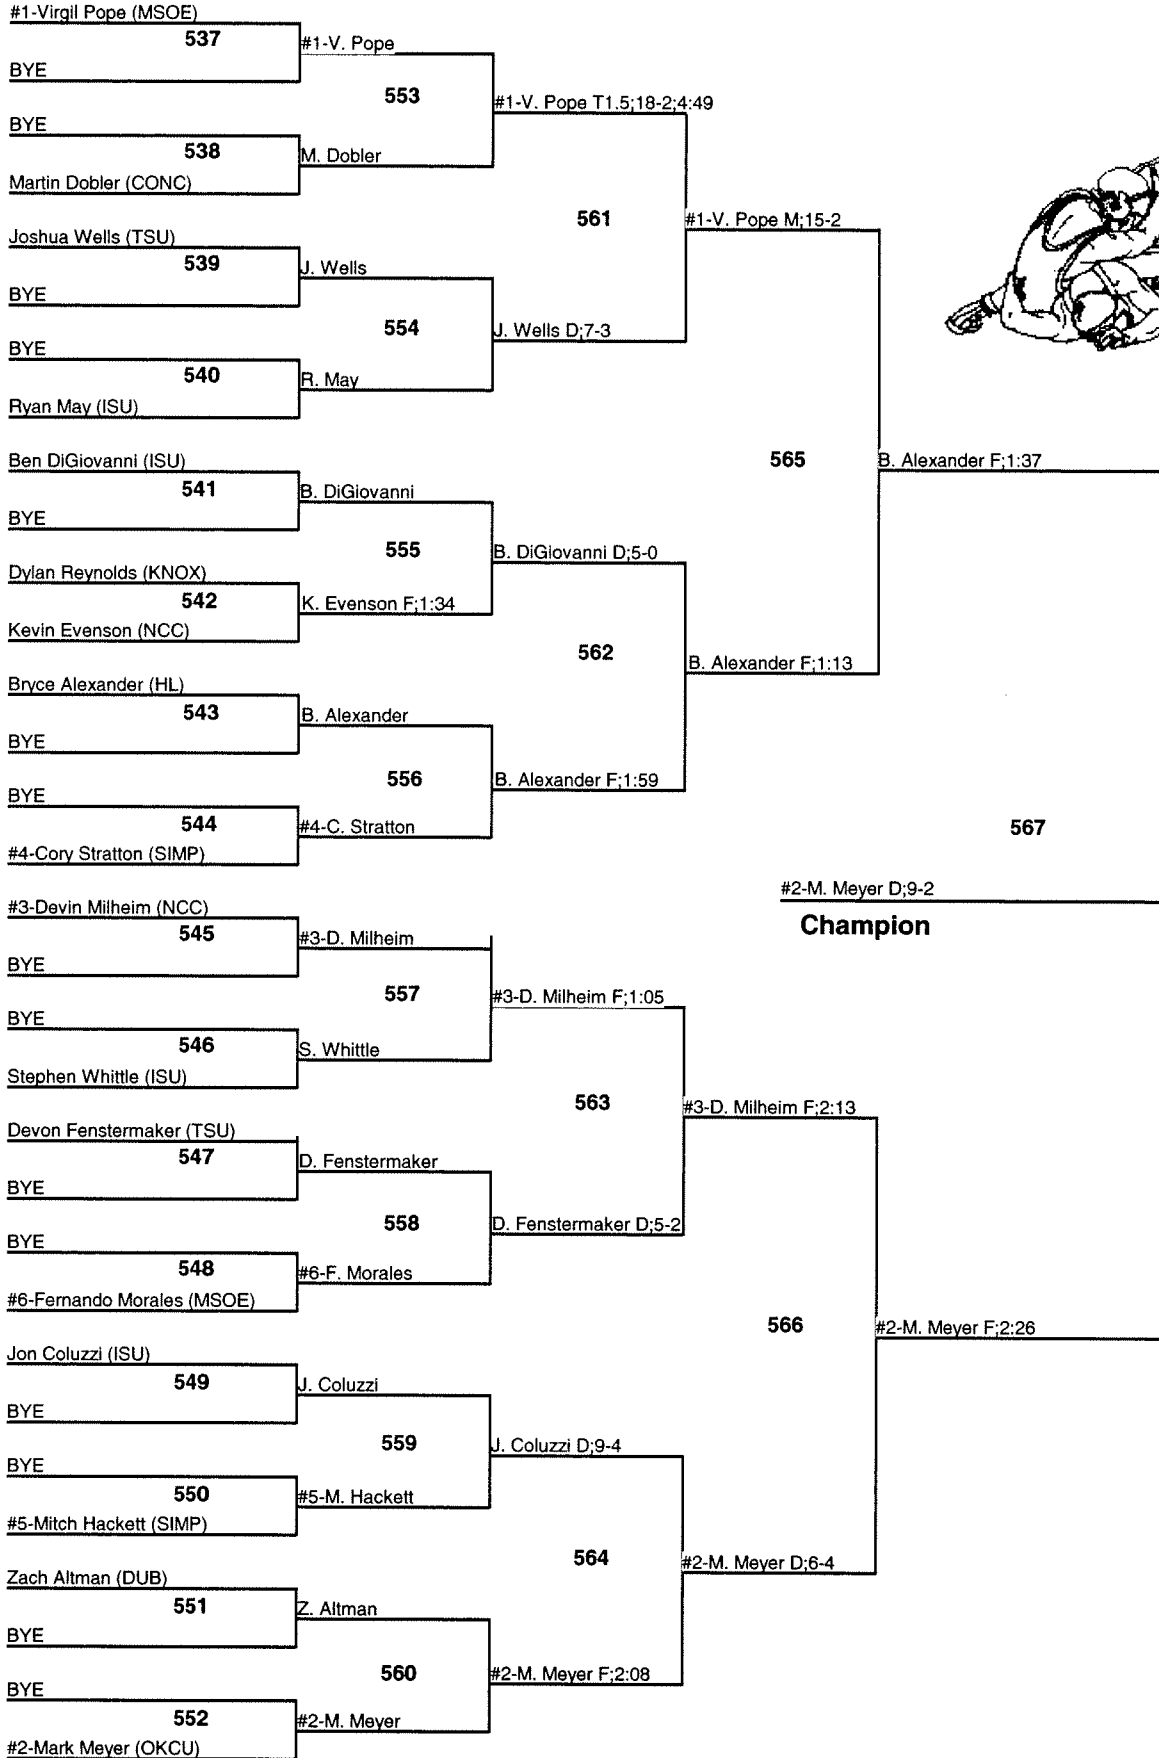 #1-Virgil Pope (MSOE)
537
#1-V. Pope
BYE
553
#1-V. Pope T1.5;18-2;4:49
BYE
538
M. Dobler
Martin Dobler (CONC)
561
#1-V. Pope M;15-2
Joshua Wells (TSU)
539
J. Wells
BYE
554
J. Wells D;7-3
BYE
540
R. May
Ryan May (ISU)
565
B. Alexander F;1:37
Ben DiGiovanni (ISU)
541
B. DiGiovanni
BYE
555
B. DiGiovanni D;5-0
Dylan Reynolds (KNOX)
542
K. Evenson F;1:34
Kevin Evenson (NCC)
562
B. Alexander F;1:13
Bryce Alexander (HL)
543
B. Alexander
BYE
556
B. Alexander F;1:59
BYE
544
#4-C. Stratton
#4-Cory Stratton (SIMP)
567
#2-M. Meyer D;9-2
Champion
#3-Devin Milheim (NCC)
545
#3-D. Milheim
BYE
557
#3-D. Milheim F;1:05
BYE
546
S. Whittle
Stephen Whittle (ISU)
563
#3-D. Milheim F;2:13
Devon Fenstermaker (TSU)
547
D. Fenstermaker
BYE
558
D. Fenstermaker D;5-2
BYE
548
#6-F. Morales
#6-Fernando Morales (MSOE)
566
#2-M. Meyer F;2:26
Jon Coluzzi (ISU)
549
J. Coluzzi
BYE
559
J. Coluzzi D;9-4
BYE
550
#5-M. Hackett
#5-Mitch Hackett (SIMP)
564
#2-M. Meyer D;6-4
Zach Altman (DUB)
551
Z. Altman
BYE
560
#2-M. Meyer F;2:08
BYE
552
#2-M. Meyer
#2-Mark Meyer (OKCU)